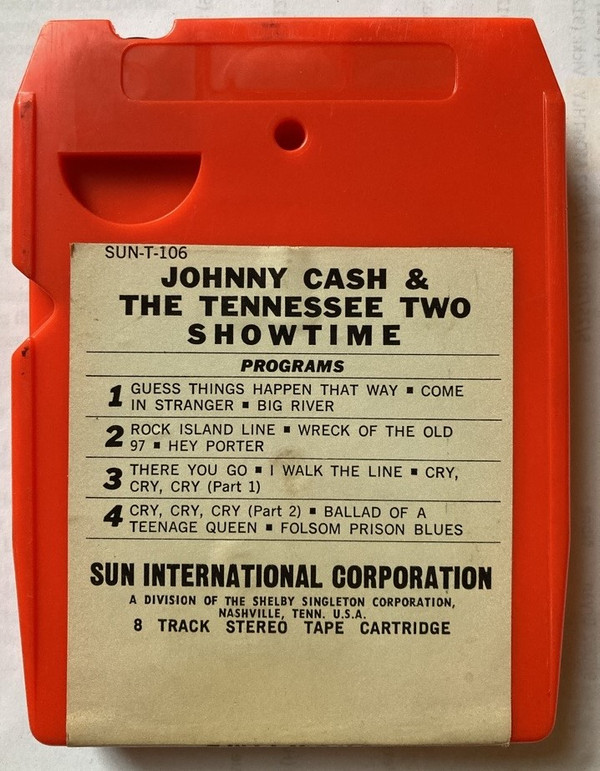 SUN-T-106
JOHNNY CASH &
THE TENNESSEE TWO
SHOWTIME
PROGRAMS
1 GUESS THINGS HAPPEN THAT WAY ▪ COME
IN STRANGER ▪ BIG RIVER
2 ROCK ISLAND LINE ▪ WRECK OF THE OLD
97 ▪ HEY PORTER
3 THERE YOU GO ▪ I WALK THE LINE ▪ CRY,
CRY, CRY (Part 1)
4 CRY, CRY, CRY (Part 2) ▪ BALLAD OF A
TEENAGE QUEEN ▪ FOLSOM PRISON BLUES
SUN INTERNATIONAL CORPORATION
A DIVISION OF THE SHELBY SINGLETON CORPORATION,
NASHVILLE, TENN. U.S.A.
8 TRACK STEREO TAPE CARTRIDGE